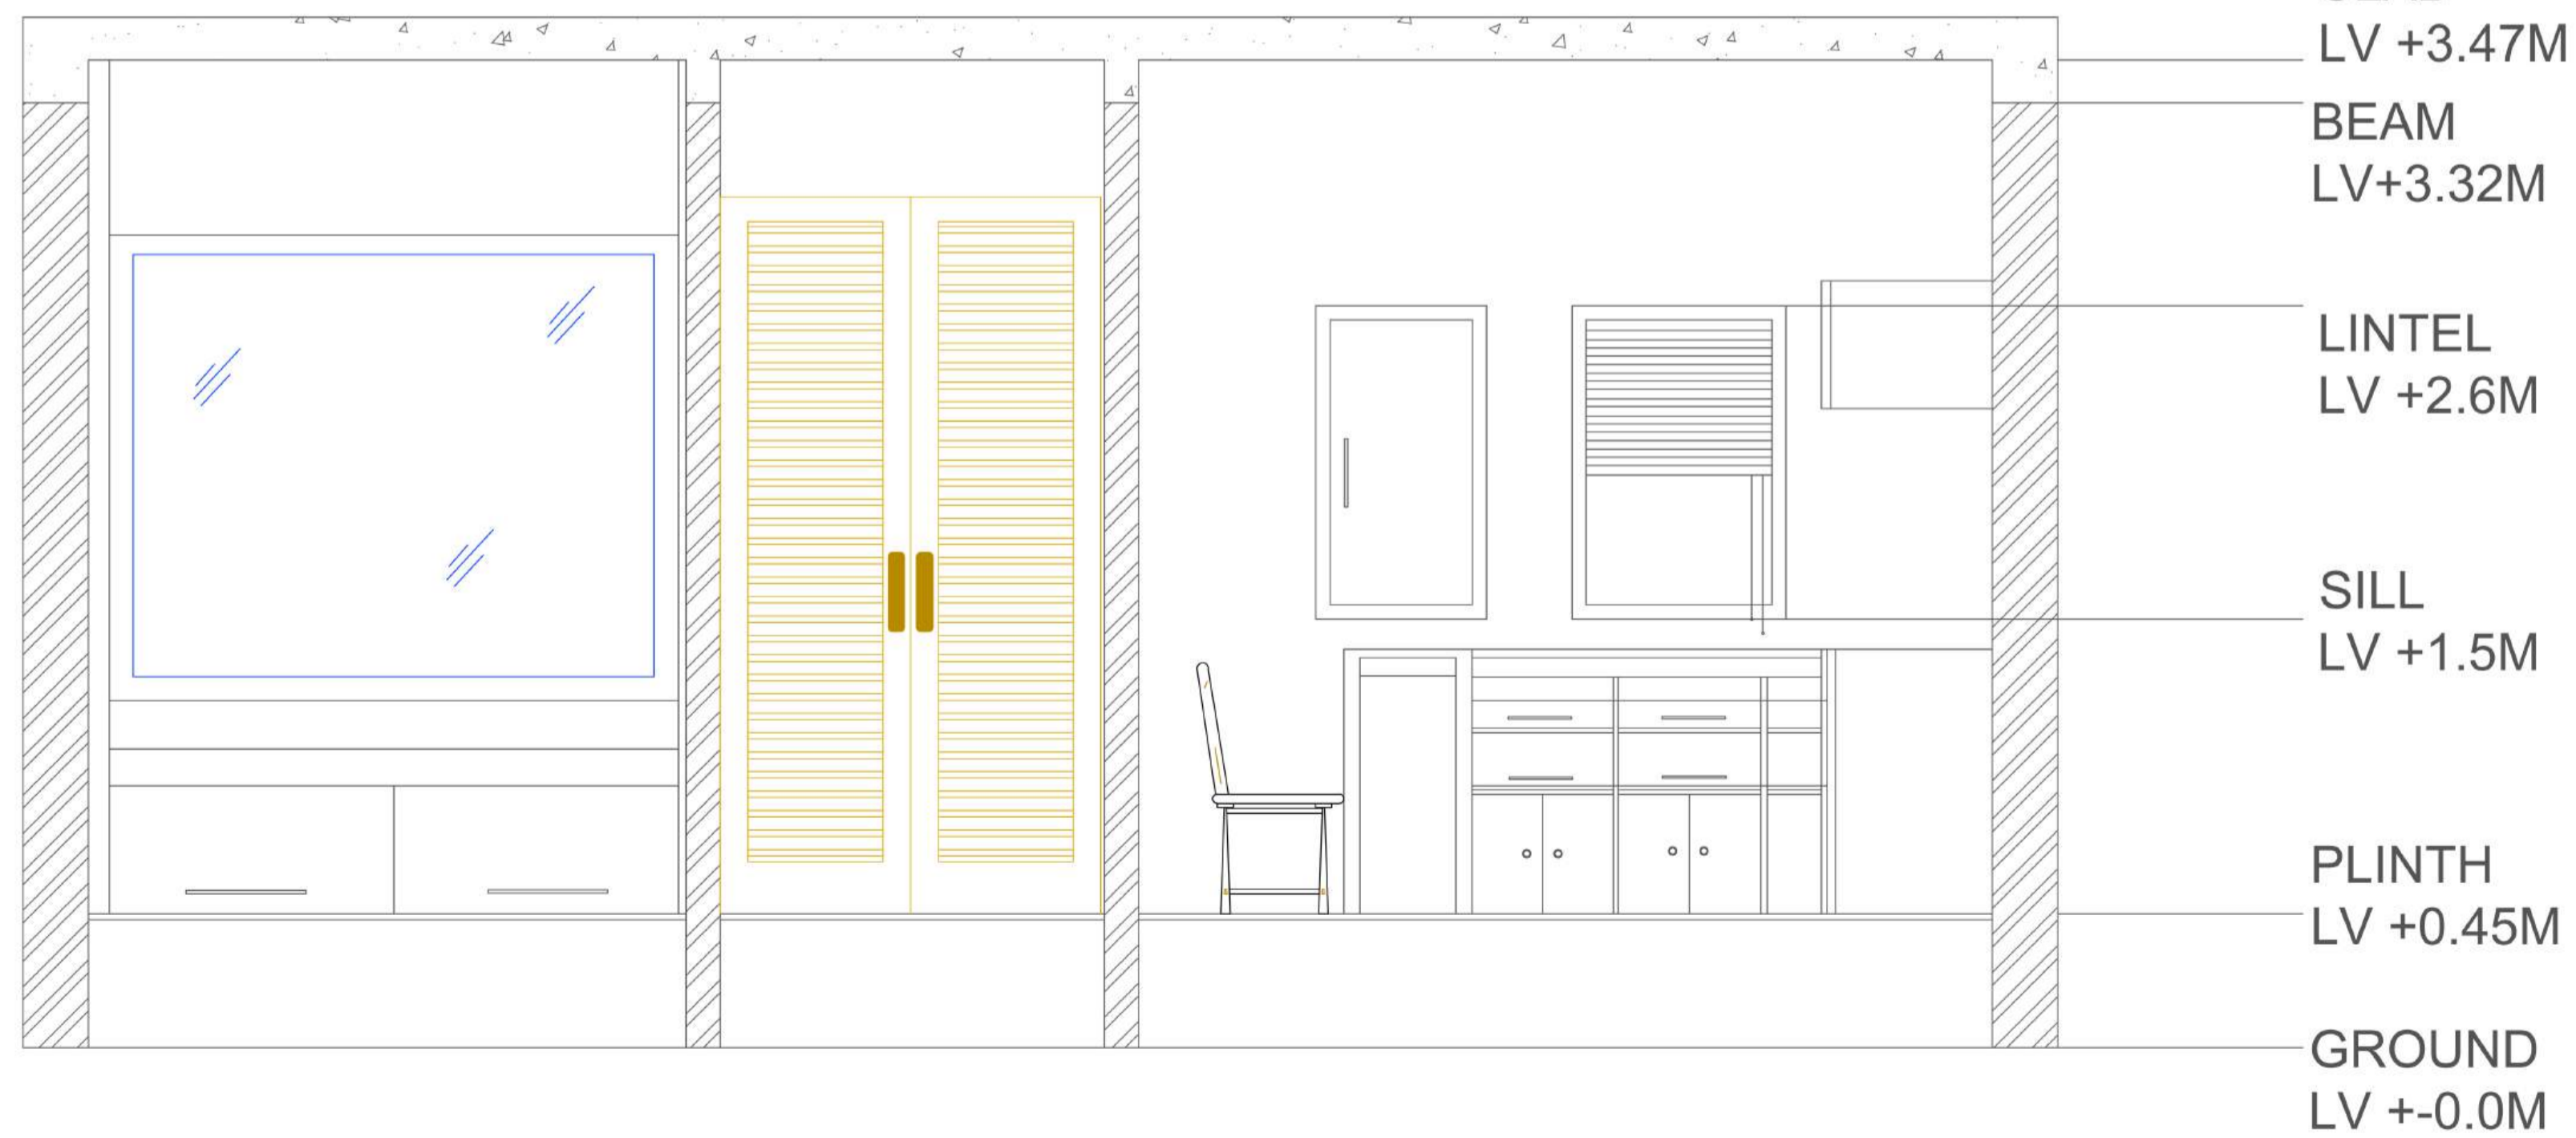 LV +3.47M
BEAM
LV+3.32M
LINTEL
LV +2.6M
SILL
LV +1.5M
PLINTH
LV +0.45M
GROUND
LV +-0.0M